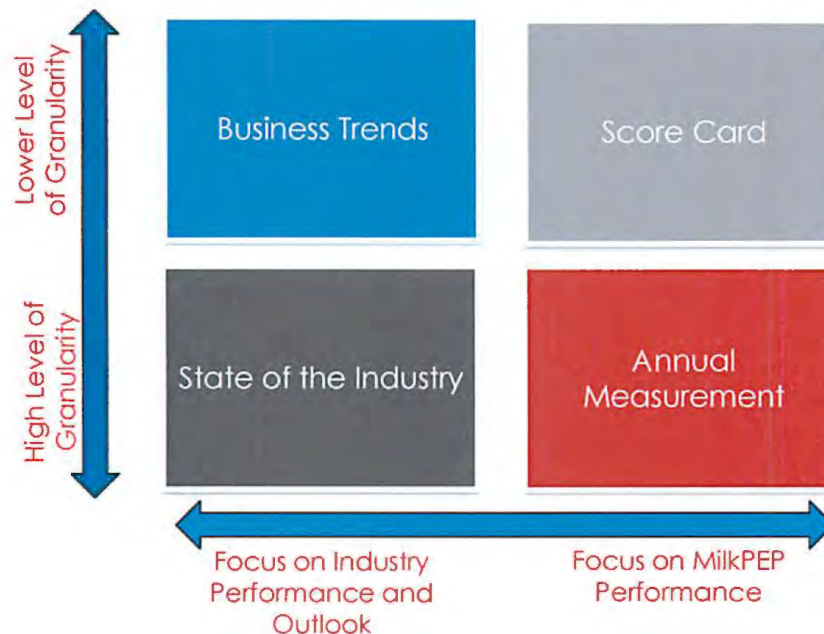 Lower Level
of Granularity
Business Trends
Score Card
High Level of
Granularity
State of the Industry
Annual
Measurement
Focus on Industry
Performance and
Outlook
Focus on MilkPEP
Performance